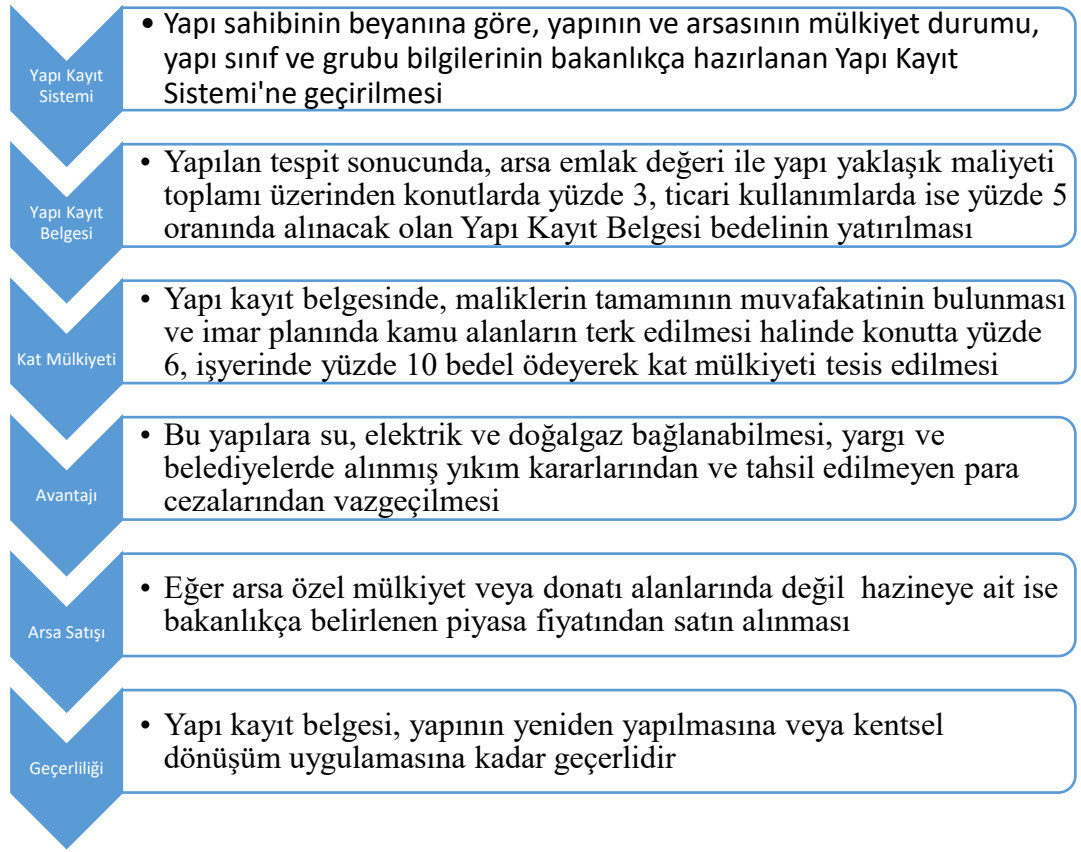 Yapı Kayıt
Sistemi
• Yapı sahibinin beyanına göre, yapının ve arsasının mülkiyet durumu,
yapı sınıf ve grubu bilgilerinin bakanlıkça hazırlanan Yapı Kayıt
Sistemi'ne geçirilmesi
Yapı Kayıt
Belgesi
• Yapılan tespit sonucunda, arsa emlak değeri ile yapı yaklaşık maliyeti
toplamı üzerinden konutlarda yüzde 3, ticari kullanımlarda ise yüzde 5
oranında alınacak olan Yapı Kayıt Belgesi bedelinin yatırılması
Kat Mülkiyeti
• Yapı kayıt belgesinde, maliklerin tamamının muvafakatinin bulunması
ve imar planında kamu alanların terk edilmesi halinde konutta yüzde
6, işyerinde yüzde 10 bedel ödeyerek kat mülkiyeti tesis edilmesi
Avantajı
• Bu yapılara su, elektrik ve doğalgaz bağlanabilmesi, yargı ve
belediyelerde alınmış yıkım kararlarından ve tahsil edilmeyen para
cezalarından vazgeçilmesi
Arsa Satışı
• Eğer arsa özel mülkiyet veya donatı alanlarında değil hazineye ait ise
bakanlıkça belirlenen piyasa fiyatından satın alınması
Geçerliliği
• Yapı kayıt belgesi, yapının yeniden yapılmasına veya kentsel
dönüşüm uygulamasına kadar geçerlidir